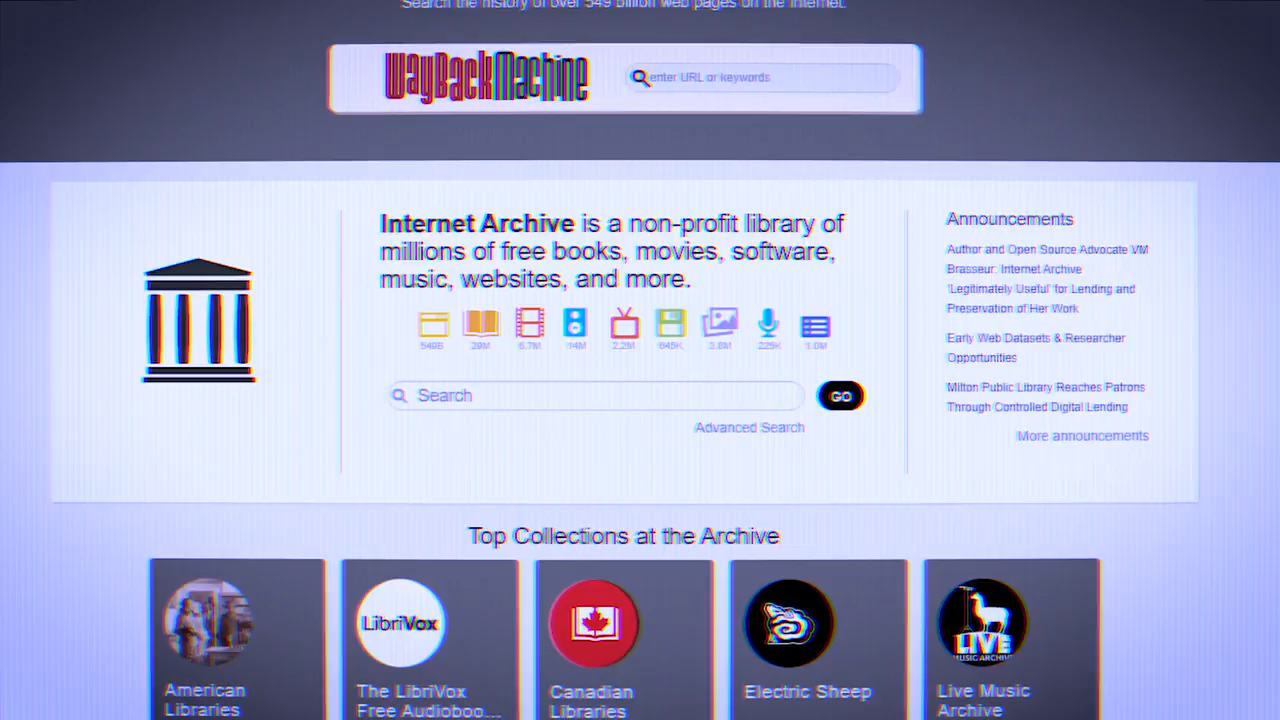 Search the history of over 549 billion web pages on the Internet.
WayBackMachine
enter URL or keywords
Internet Archive is a non-profit library of
millions of free books, movies, software,
music, websites, and more.
549B 29M 6.7M 14M 2.2M 645K 3.8M 225K 1.0M
Search
GO
Advanced Search
Announcements
Author and Open Source Advocate VM
Brasseur: Internet Archive
'Legitimately Useful' for Lending and
Preservation of Her Work
Early Web Datasets & Researcher
Opportunities
Milton Public Library Reaches Patrons
Through Controlled Digital Lending
More announcements
Top Collections at the Archive
LibriVox
LIVE
MUSIC ARCHIVE
American
Libraries
The LibriVox
Free Audioboo...
Canadian
Libraries
Electric Sheep
Live Music
Archive